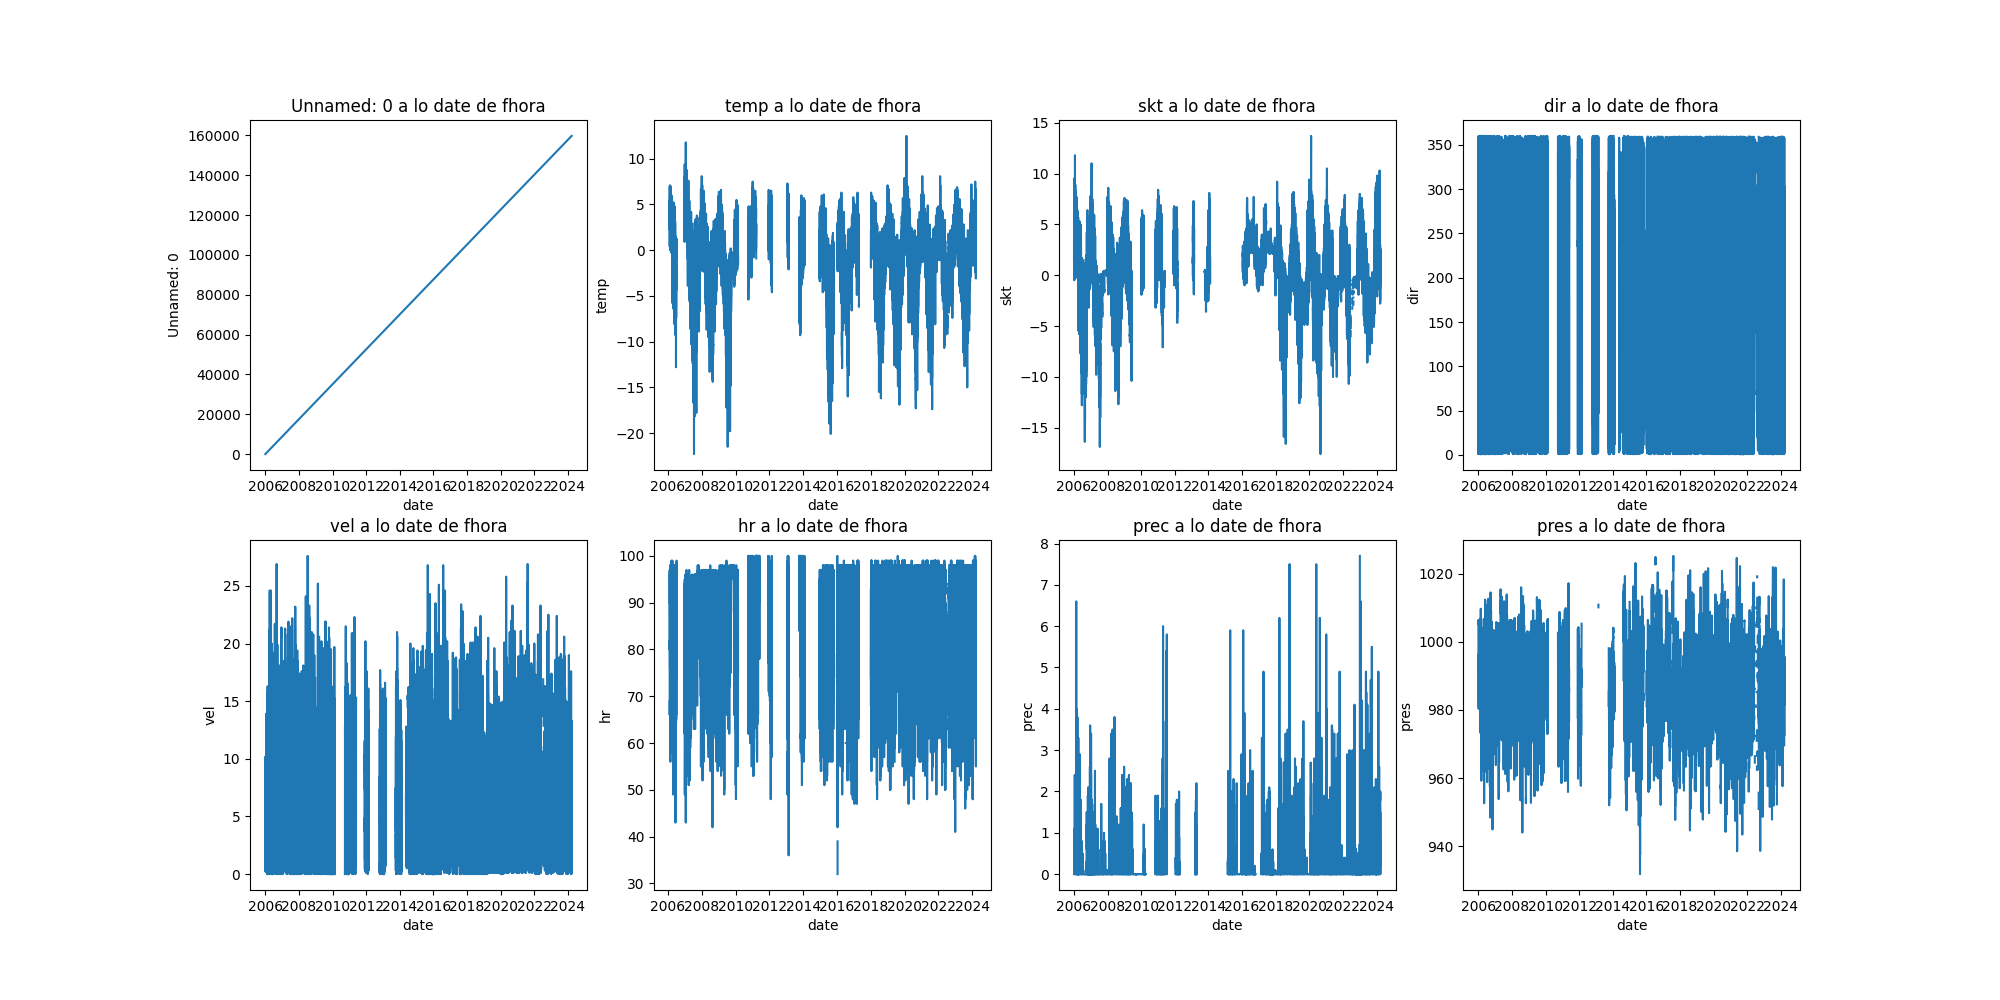 Unnamed: 0 a lo date de fhora
temp a lo date de fhora
skt a lo date de fhora
dir a lo date de fhora
160000
140000
120000
100000
80000
60000
40000
20000
0
Unnamed: 0
2006 2008 2010 2012 2014 2016 2018 2020 2022 2024
date
10
5
0
−5
−10
−15
−20
temp
2006 2008 2010 2012 2014 2016 2018 2020 2022 2024
date
15
10
5
0
−5
−10
−15
skt
2006 2008 2010 2012 2014 2016 2018 2020 2022 2024
date
350
300
250
200
150
100
50
0
dir
2006 2008 2010 2012 2014 2016 2018 2020 2022 2024
date
vel a lo date de fhora
hr a lo date de fhora
prec a lo date de fhora
pres a lo date de fhora
25
20
15
10
5
0
vel
2006 2008 2010 2012 2014 2016 2018 2020 2022 2024
date
100
90
80
70
60
50
40
30
hr
2006 2008 2010 2012 2014 2016 2018 2020 2022 2024
date
8
7
6
5
4
3
2
1
0
prec
2006 2008 2010 2012 2014 2016 2018 2020 2022 2024
date
1020
1000
980
960
940
pres
2006 2008 2010 2012 2014 2016 2018 2020 2022 2024
date